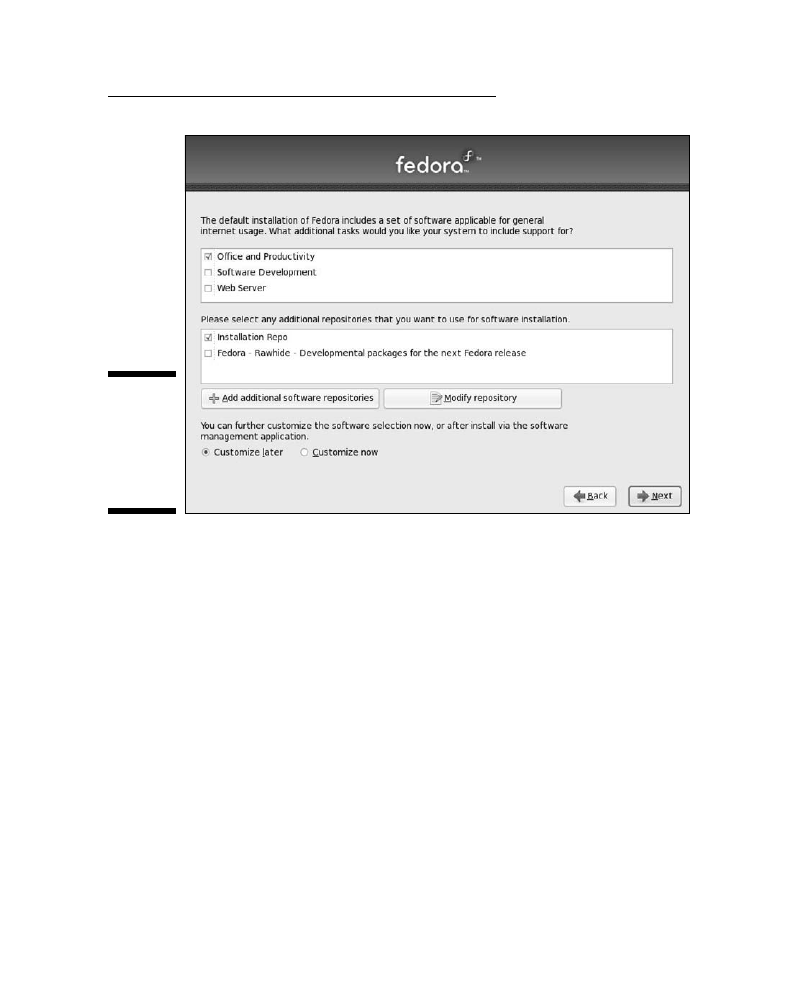 fedora™
The default installation of Fedora includes a set of software applicable for general
internet usage. What additional tasks would you like your system to include support for?
Office and Productivity
Software Development
Web Server
Please select any additional repositories that you want to use for software installation.
Installation Repo
Fedora - Rawhide - Developmental packages for the next Fedora release
Add additional software repositories
Modify repository
You can further customize the software selection now, or after install via the software
management application.
Customize later
Customize now
Back
Next